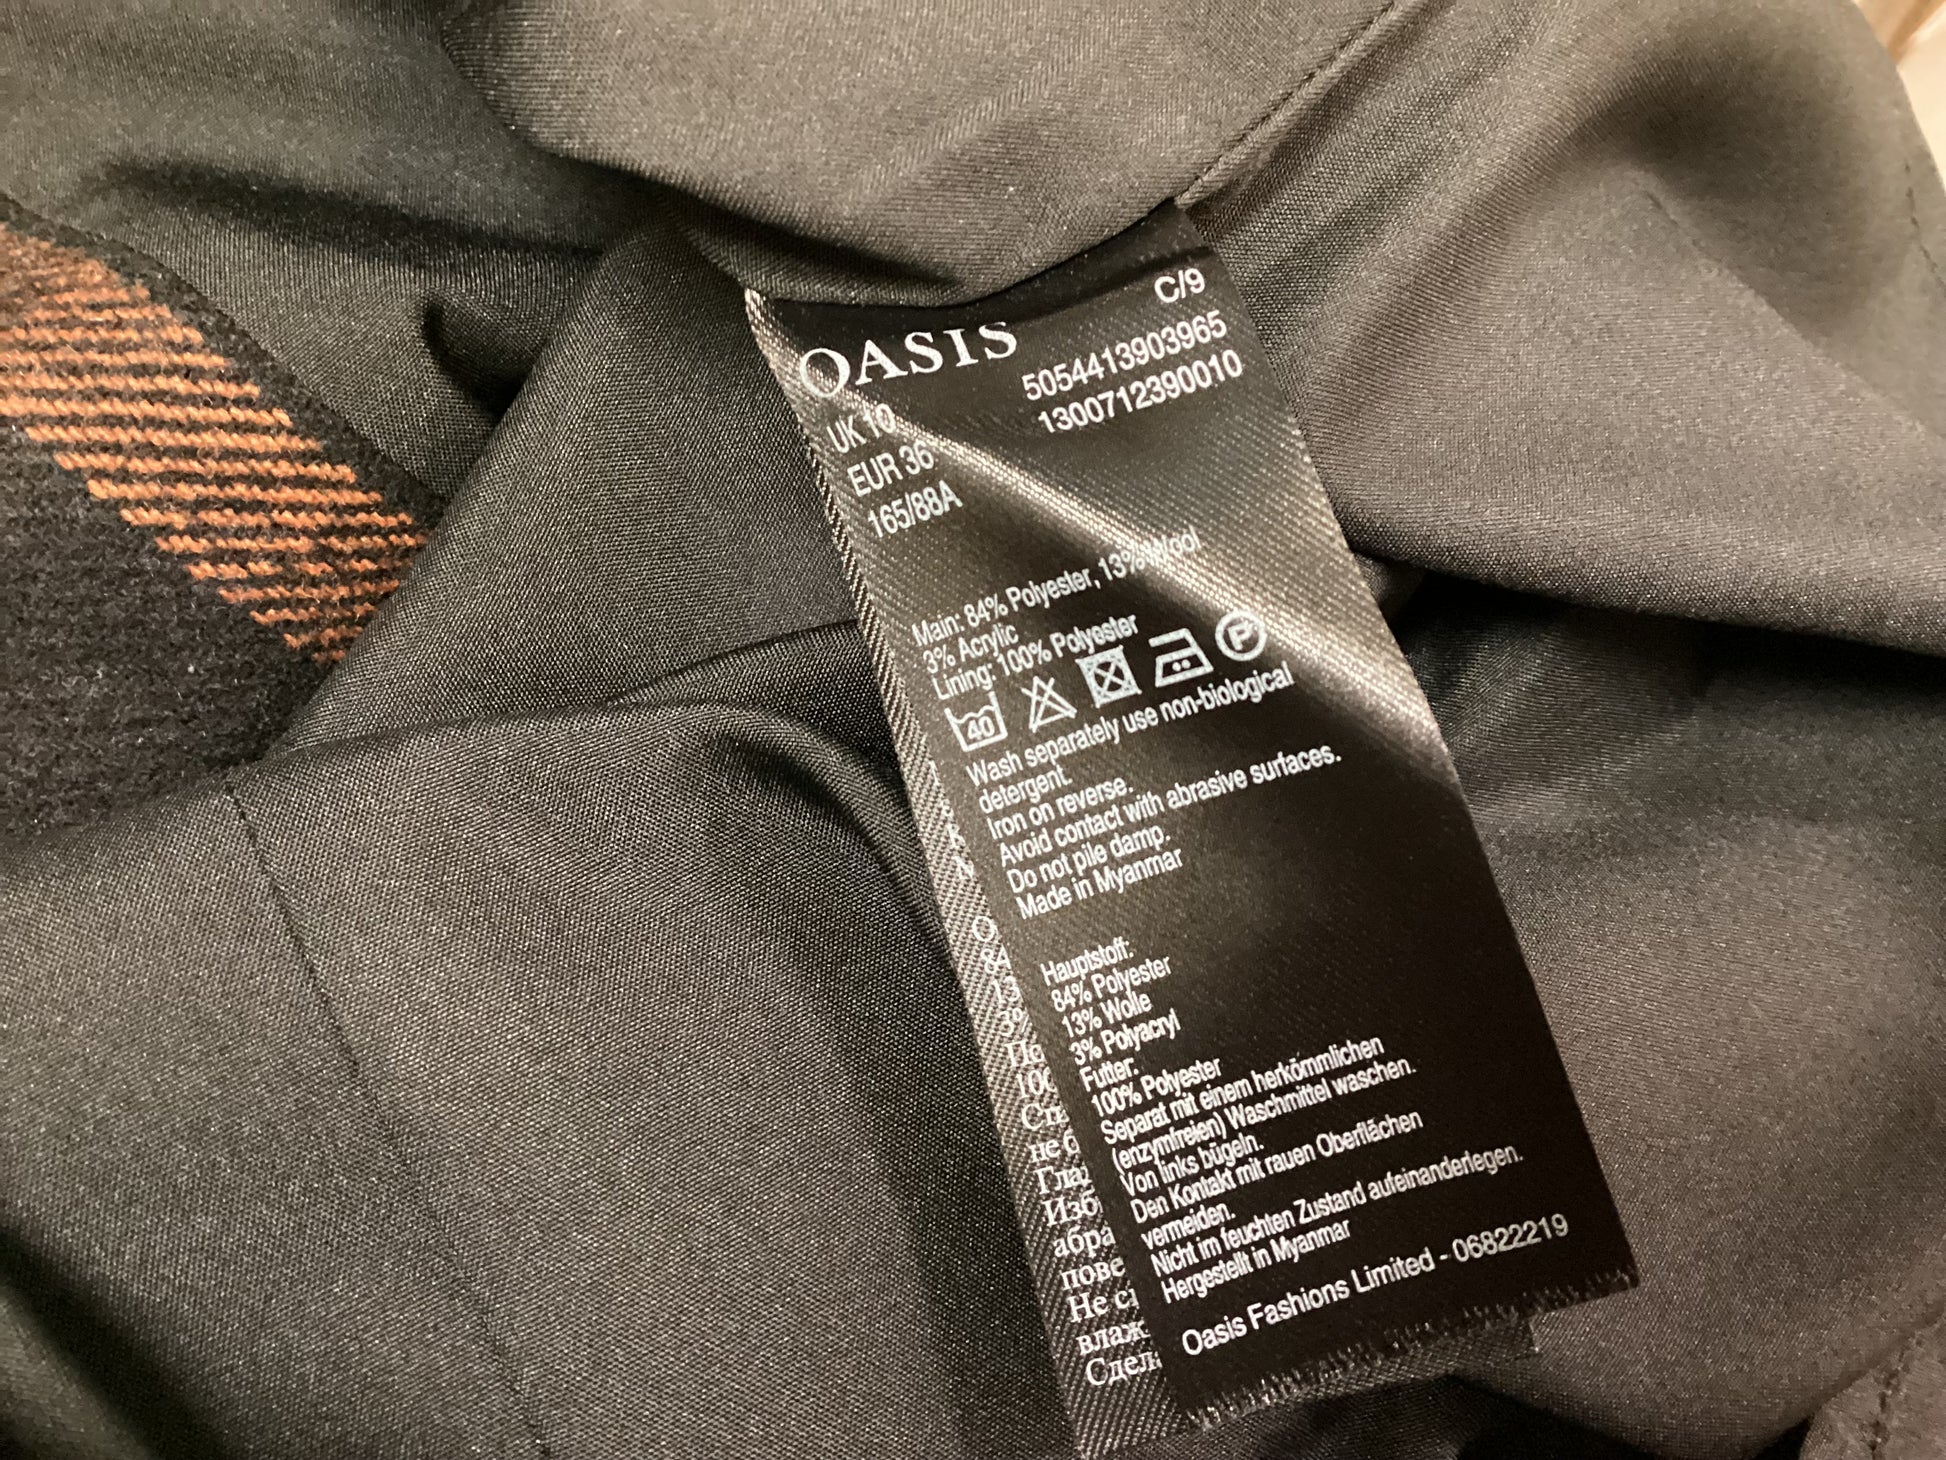 OASIS
C/9
5054413903965
1300712390010
UK 10
EUR 36
165/88A
Main: 84% Polyester, 13% Wool
3% Acrylic
Lining: 100% Polyester
40
P
Wash separately use non-biological
detergent.
Iron on reverse.
Avoid contact with abrasive surfaces.
Do not pile damp.
Made in Myanmar
Hauptstoff:
84% Polyester
13% Wolle
3% Polyacryl
Futter:
100% Polyester
Separat mit einem herkömmlichen
(enzymfreien) Waschmittel waschen.
Von links bügeln.
Den Kontakt mit rauen Oberflächen
vermeiden.
Nicht im feuchten Zustand aufeinanderlegen.
Hergestellt in Myanmar
Oasis Fashions Limited - 06822219